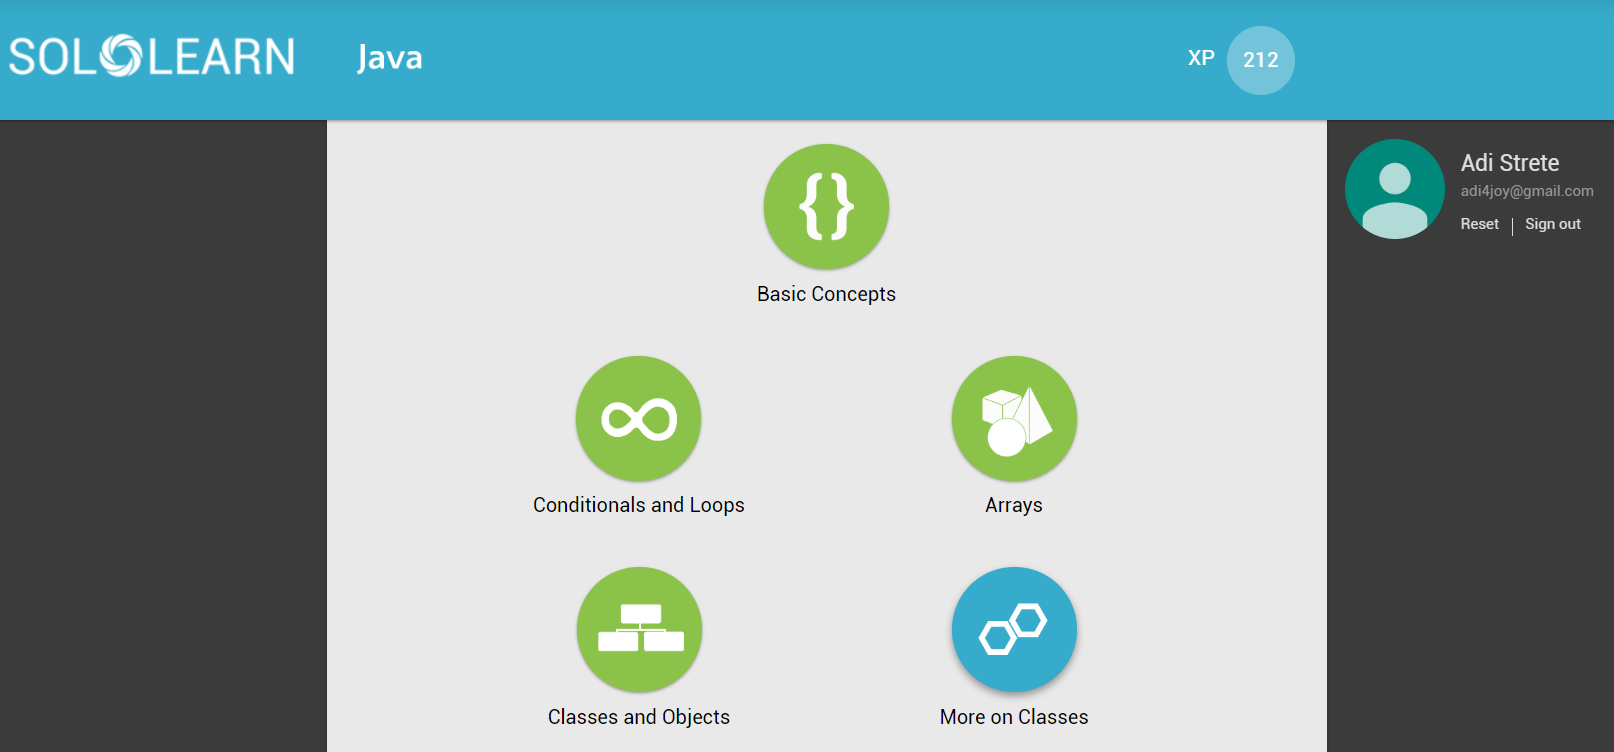 SOLOLEARN
Java
XP 212
Adi Strete
adi4joy@gmail.com
Reset | Sign out
{}
Basic Concepts
Conditionals and Loops
Arrays
Classes and Objects
More on Classes